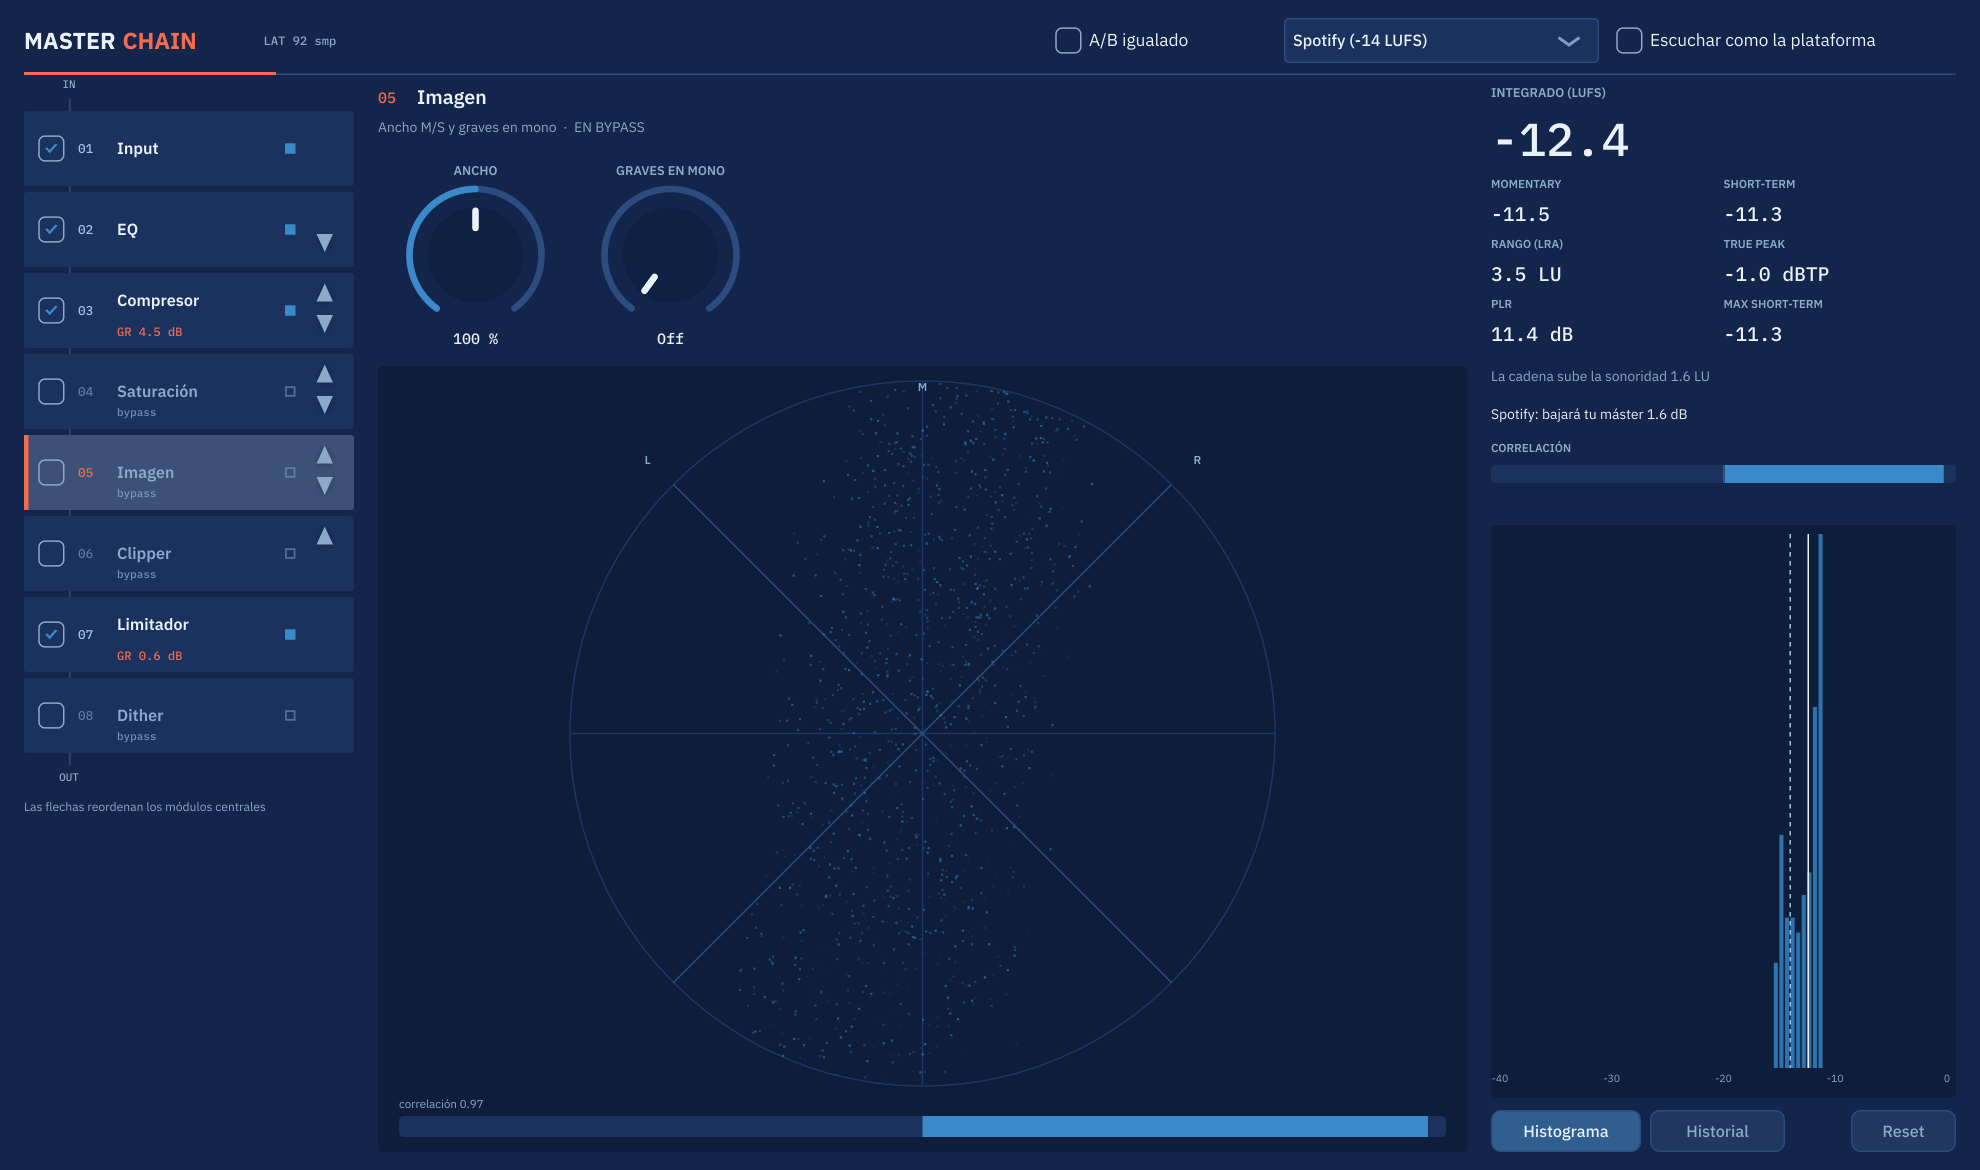 MASTER CHAIN
LAT 92 smp
A/B igualado
Spotify (-14 LUFS)
Escuchar como la plataforma
IN
01 Input
02 EQ
03 Compresor
GR 4.5 dB
04 Saturación
bypass
05 Imagen
bypass
06 Clipper
bypass
07 Limitador
GR 0.6 dB
08 Dither
bypass
OUT
Las flechas reordenan los módulos centrales
05 Imagen
Ancho M/S y graves en mono · EN BYPASS
ANCHO
GRAVES EN MONO
100 %
Off
M
L
R
correlación 0.97
INTEGRADO (LUFS)
-12.4
MOMENTARY
SHORT-TERM
-11.5
-11.3
RANGO (LRA)
TRUE PEAK
3.5 LU
-1.0 dBTP
PLR
MAX SHORT-TERM
11.4 dB
-11.3
La cadena sube la sonoridad 1.6 LU
Spotify: bajará tu máster 1.6 dB
CORRELACIÓN
-40
-30
-20
-10
0
Histograma
Historial
Reset